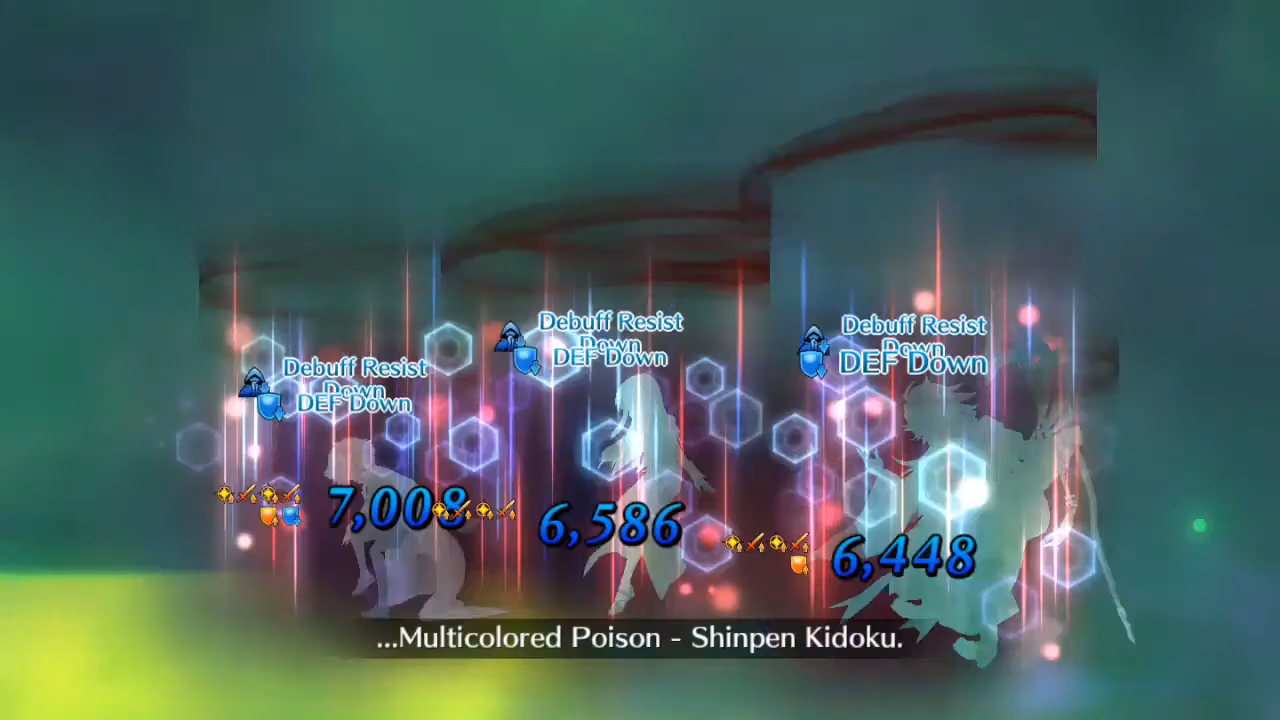 Debuff Resist
Down
DEF Down
Debuff Resist
Down
DEF Down
Debuff Resist
Down
DEF Down
7,008
6,586
6,448
...Multicolored Poison - Shinpen Kidoku.